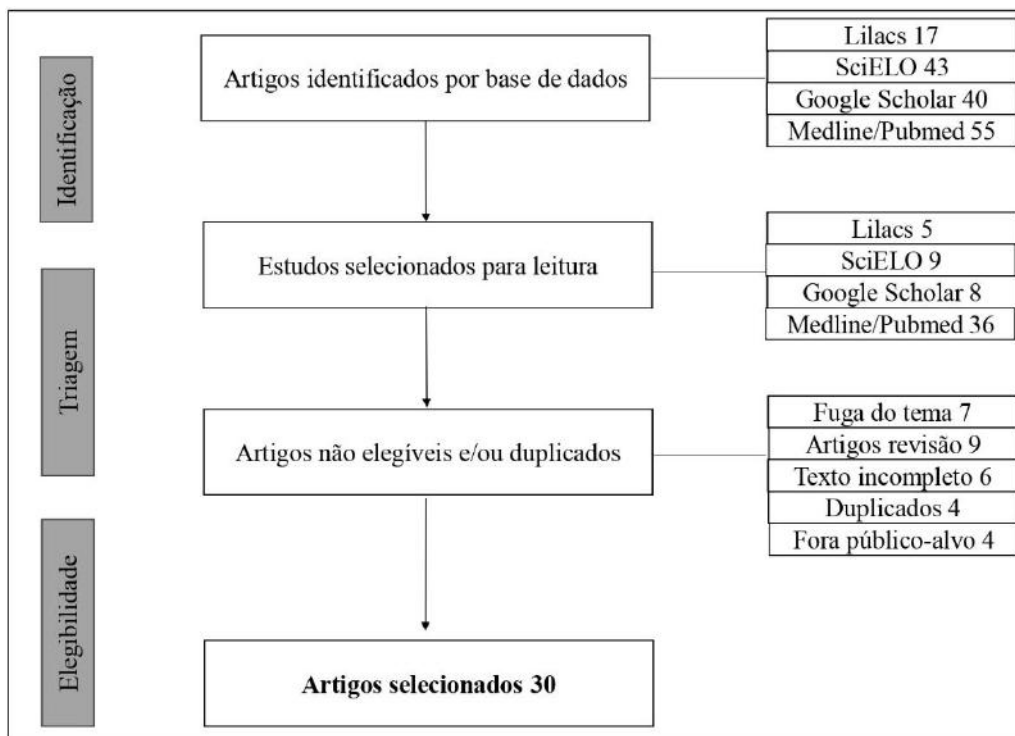 Identificação
Artigos identificados por base de dados
Lilacs 17
SciELO 43
Google Scholar 40
Medline/Pubmed 55
Estudos selecionados para leitura
Lilacs 5
SciELO 9
Google Scholar 8
Medline/Pubmed 36
Triagem
Artigos não elegíveis e/ou duplicados
Fuga do tema 7
Artigos revisão 9
Texto incompleto 6
Duplicados 4
Fora público-alvo 4
Elegibilidade
Artigos selecionados 30